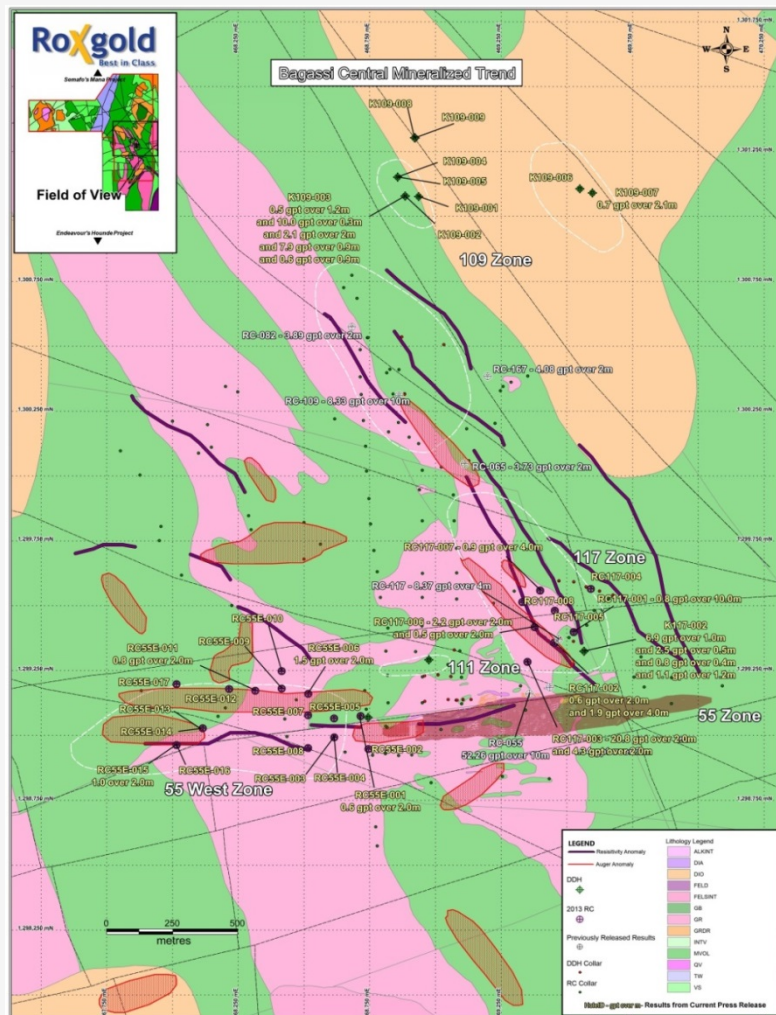 RoXgold
Best in Class
Semafo's Mana Project
Field of View
Endeavour's Hounde Project
Bagassi Central Mineralized Trend
N
W E
S
K109-008
K109-009
K109-004
K109-005
K109-003
0.5 gpt over 1.2m
and 10.0 gpt over 0.3m
and 2.1 gpt over 2m
and 7.9 gpt over 0.9m
and 0.6 gpt over 0.9m
K109-001
K109-002
K109-006
K109-007
0.7 gpt over 2.1m
109 Zone
RC-082 - 3.89 gpt over 2m
RC-167 - 4.08 gpt over 2m
RC-109 - 8.33 gpt over 10m
RC-065 - 3.73 gpt over 2m
RC117-007 - 0.9 gpt over 4.0m
117 Zone
RC-117 - 8.37 gpt over 4m
RC117-004
RC117-008
RC117-001 - 0.8 gpt over 10.0m
RC117-006 - 2.2 gpt over 2.0m
and 0.5 gpt over 2.0m
RC117-005
K117-002
0.9 gpt over 1.0m
and 2.5 gpt over 0.5m
and 0.8 gpt over 0.4m
and 1.1 gpt over 1.2m
RC55E-010
RC55E-009
RC55E-011
0.8 gpt over 2.0m
RC55E-006
1.5 gpt over 2.0m
111 Zone
RC55E-017
RC55E-012
RC55E-013
RC55E-014
RC55E-007
RC55E-005
RC117-002
0.6 gpt over 2.0m
and 1.9 gpt over 4.0m
55 Zone
RC117-003 - 20.8 gpt over 2.0m
and 4.3 gpt over 2.0m
RC-055
52.26 gpt over 10m
RC55E-008
RC55E-002
RC55E-015
1.0 over 2.0m
RC55E-016
RC55E-003
RC55E-004
RC55E-001
0.6 gpt over 2.0m
55 West Zone
0 250 500
metres
LEGEND
Resistivity Anomaly
Auger Anomaly
DDH
2013 RC
Previously Released Results
DDH Collar
RC Collar
Lithology Legend
ALKINT
DIA
DIO
FELD
FELSINT
GB
GR
GRDR
INTV
MVOL
QV
TW
VS
HoleID - gpt over m - Results from Current Press Release